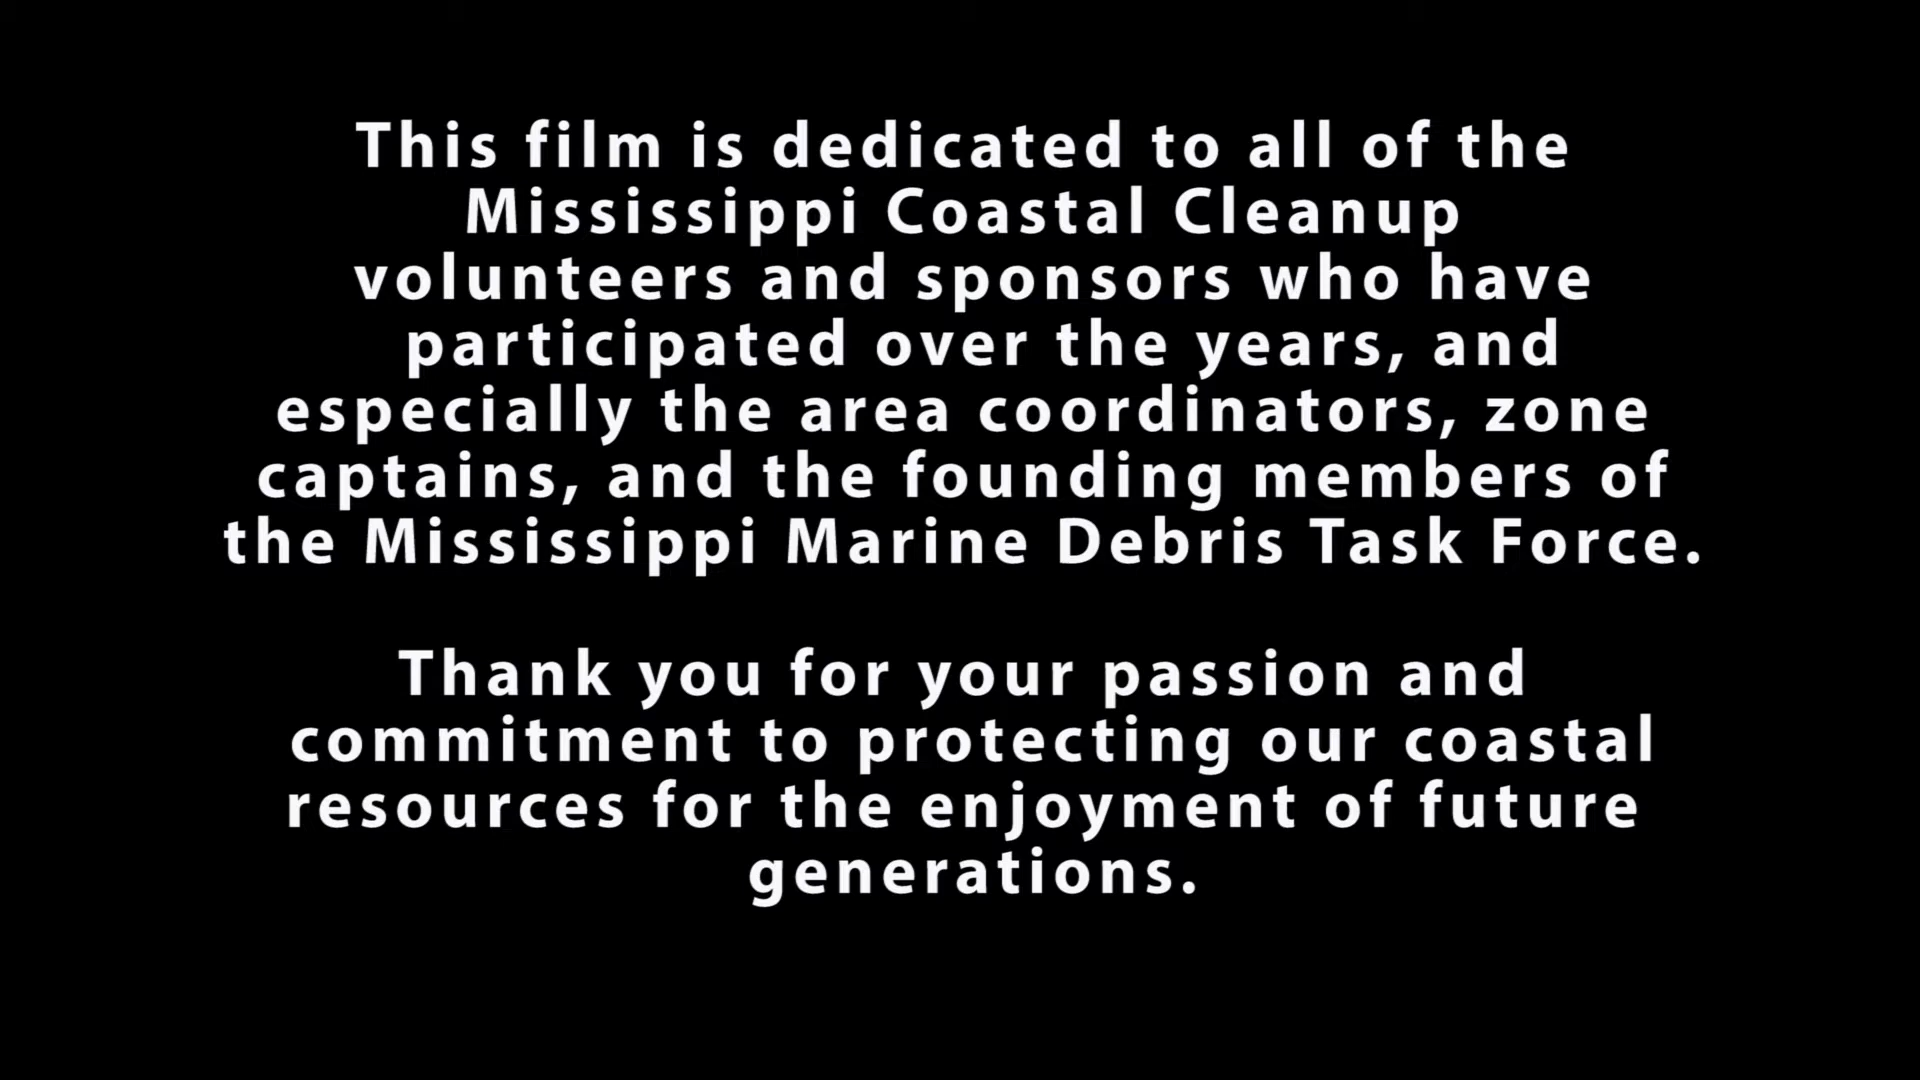 This film is dedicated to all of the
Mississippi Coastal Cleanup
volunteers and sponsors who have
participated over the years, and
especially the area coordinators, zone
captains, and the founding members of
the Mississippi Marine Debris Task Force.
Thank you for your passion and
commitment to protecting our coastal
resources for the enjoyment of future
generations.